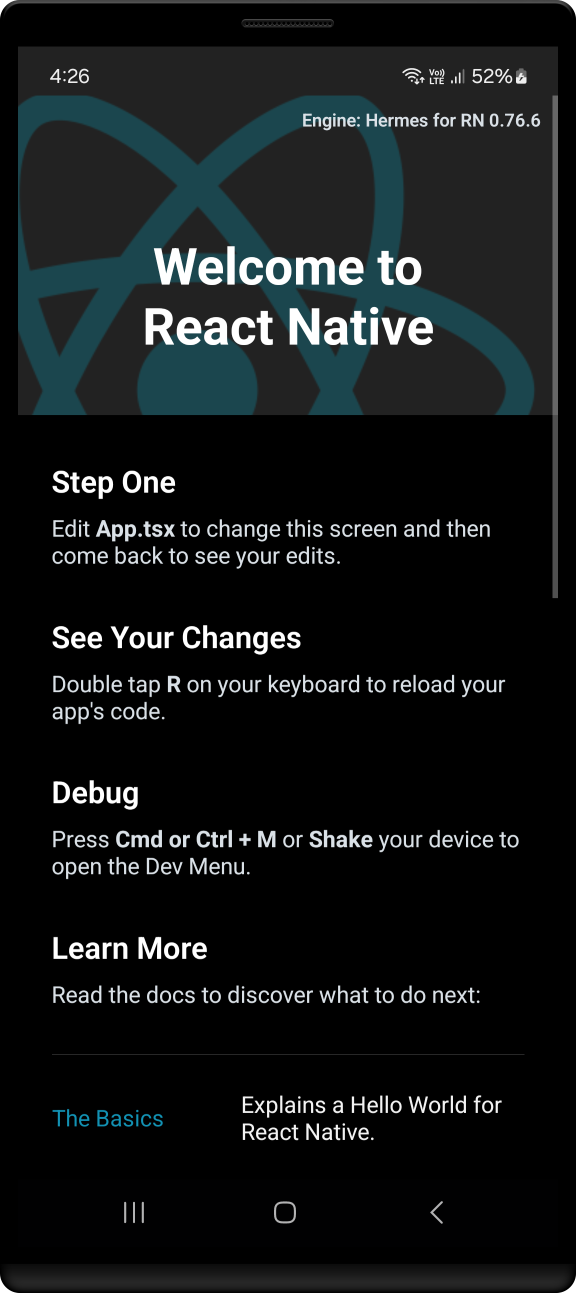 4:26
Vo)) LTE 52%
Engine: Hermes for RN 0.76.6
Welcome to
React Native
Step One
Edit App.tsx to change this screen and then
come back to see your edits.
See Your Changes
Double tap R on your keyboard to reload your
app's code.
Debug
Press Cmd or Ctrl + M or Shake your device to
open the Dev Menu.
Learn More
Read the docs to discover what to do next:
The Basics
Explains a Hello World for
React Native.